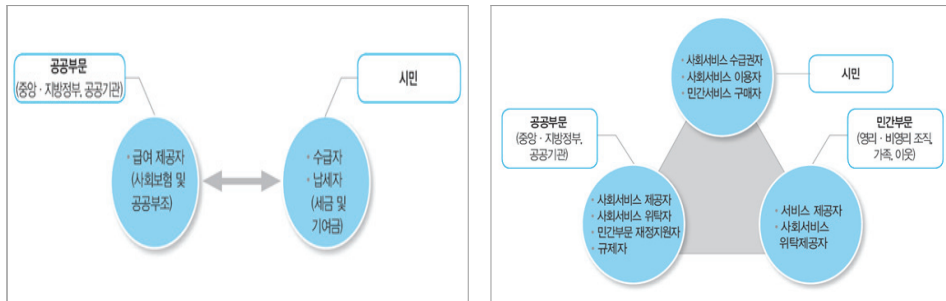 공공부문
(중앙·지방정부, 공공기관)
시민
· 급여 제공자
(사회보험 및
공공부조)
· 수급자
· 납세자
(세금 및
기여금)
· 사회서비스 수급권자
· 사회서비스 이용자
· 민간서비스 구매자
시민
공공부문
(중앙·지방정부,
공공기관)
민간부문
(영리·비영리 조직,
가족, 이웃)
· 사회서비스 제공자
· 사회서비스 위탁자
· 민간부문 재정지원자
· 규제자
· 서비스 제공자
· 사회서비스
위탁제공자